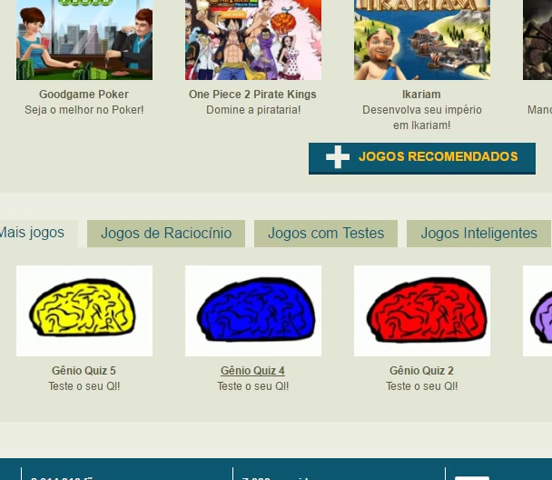 IKARIAM
Goodgame Poker
Seja o melhor no Poker!
One Piece 2 Pirate Kings
Domine a pirataria!
Ikariam
Desenvolva seu império
em Ikariam!
JOGOS RECOMENDADOS
Mais jogos
Jogos de Raciocínio
Jogos com Testes
Jogos Inteligentes
Gênio Quiz 5
Teste o seu QI!
Gênio Quiz 4
Teste o seu QI!
Gênio Quiz 2
Teste o seu QI!